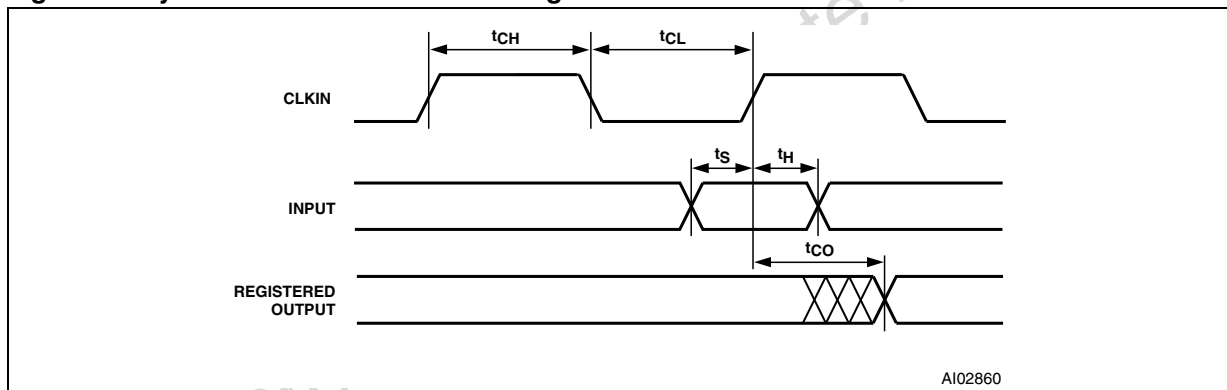 tCH
tCL
CLKIN
tS
tH
INPUT
tCO
REGISTERED
OUTPUT
AI02860